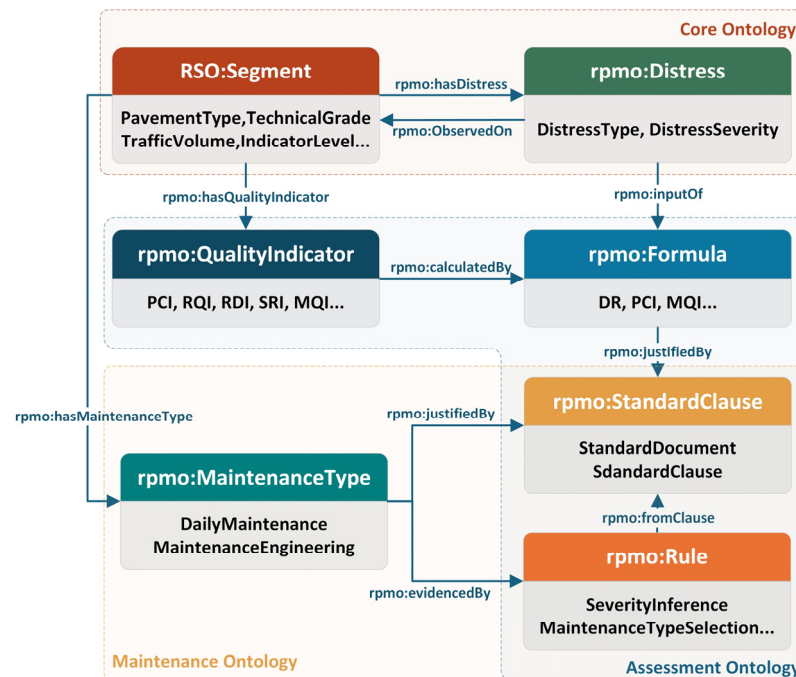 Core Ontology
RSO:Segment
rpmo:hasDistress
rpmo:Distress
PavementType,TechnicalGrade
TrafficVolume,IndicatorLevel...
rpmo:ObservedOn
DistressType, DistressSeverity
rpmo:hasQualityIndicator
rpmo:inputOf
rpmo:QualityIndicator
rpmo:calculatedBy
rpmo:Formula
PCI, RQI, RDI, SRI, MQI...
DR, PCI, MQI...
rpmo:justifiedBy
rpmo:hasMaintenanceType
rpmo:justifiedBy
rpmo:StandardClause
StandardDocument
SdandardClause
rpmo:MaintenanceType
DailyMaintenance
MaintenanceEngineering
rpmo:fromClause
rpmo:evidencedBy
rpmo:Rule
SeverityInference
MaintenanceTypeSelection...
Maintenance Ontology
Assessment Ontology